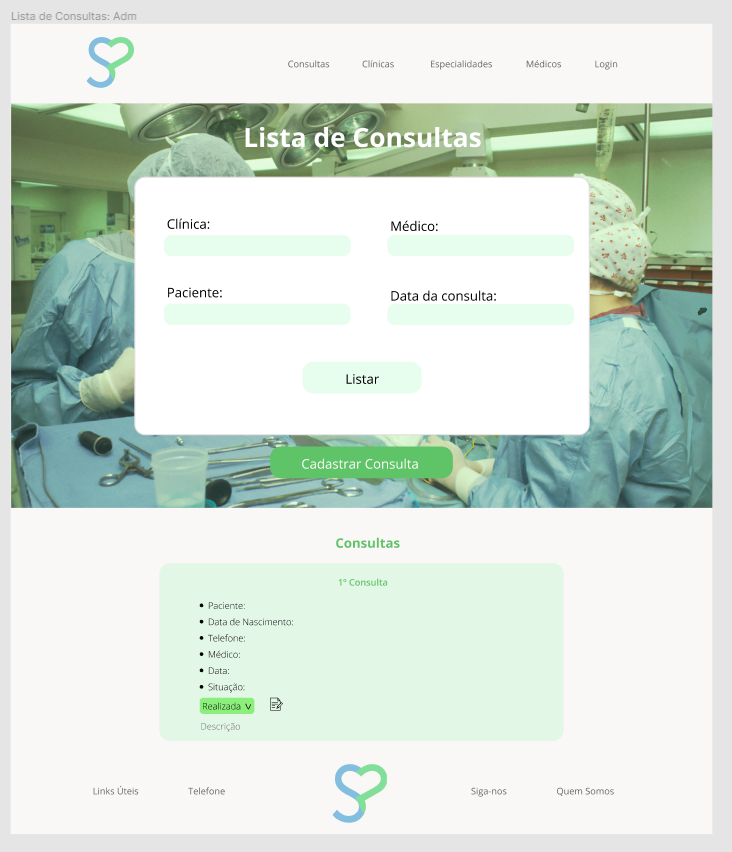 Lista de Consultas: Adm
Consultas Clínicas Especialidades Médicos Login
Lista de Consultas
Clínica: Médico:
Paciente: Data da consulta:
Listar
Cadastrar Consulta
Consultas
1º Consulta
Paciente:
Data de Nascimento:
Telefone:
Médico:
Data:
Situação:
Realizada V
Descrição
Links Úteis Telefone Siga-nos Quem Somos